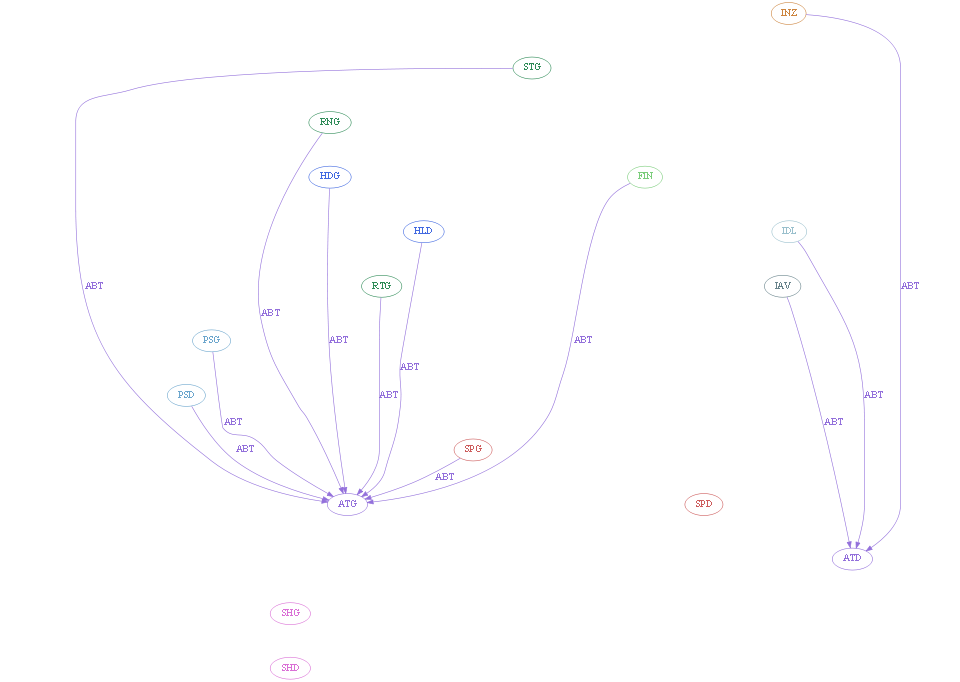 INZ
STG
RNG
HDG
FIN
HLD
IDL
ABT
RTG
IAV
ABT
ABT
PSG
ABT
ABT
ABT
PSD
ABT
ABT
ABT
ABT
ABT
SPG
ABT
ATG
SPD
ATD
SHG
SHD